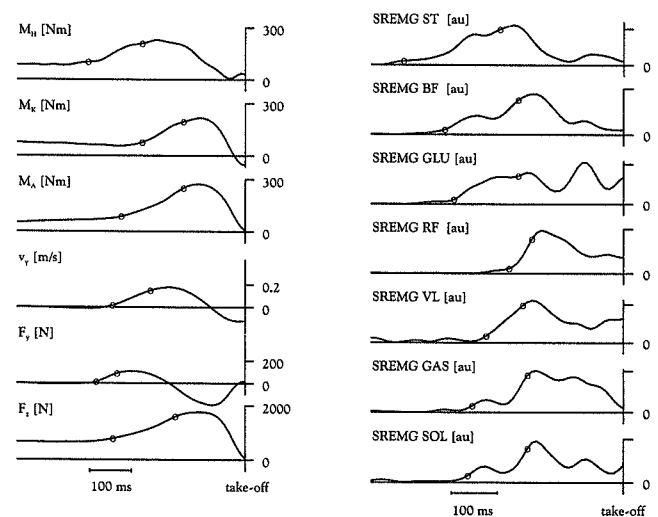 M_H [Nm]
300
0
M_K [Nm]
300
0
M_A [Nm]
300
0
v_y [m/s]
0.2
0
F_y [N]
200
0
F_z [N]
2000
0
100 ms
take-off
SREMG ST [au]
0
SREMG BF [au]
0
SREMG GLU [au]
0
SREMG RF [au]
0
SREMG VL [au]
0
SREMG GAS [au]
0
SREMG SOL [au]
0
100 ms
take-off